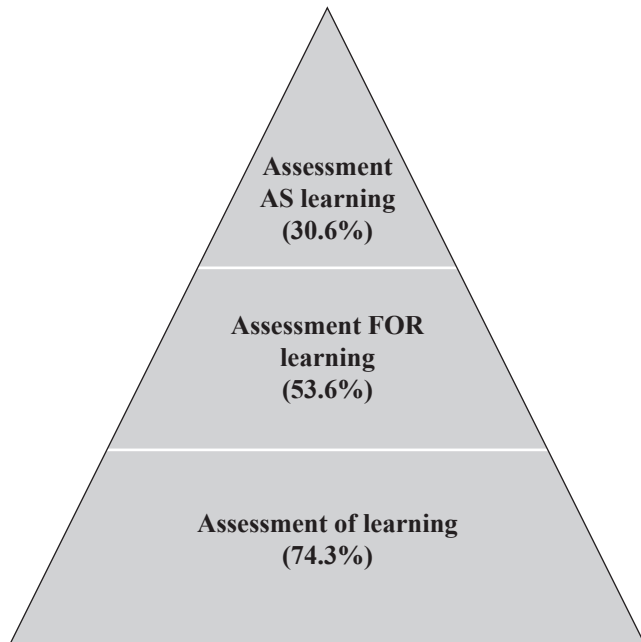 Assessment
AS learning
(30.6%)
Assessment FOR
learning
(53.6%)
Assessment of learning
(74.3%)